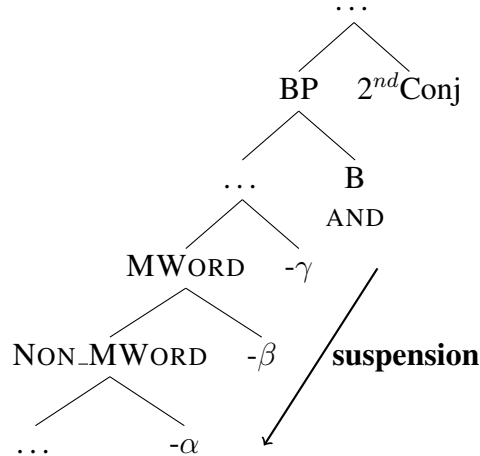 ...
BP 2ndConj
... B
AND
MWORD -γ
NON_MWORD -β suspension
... -α